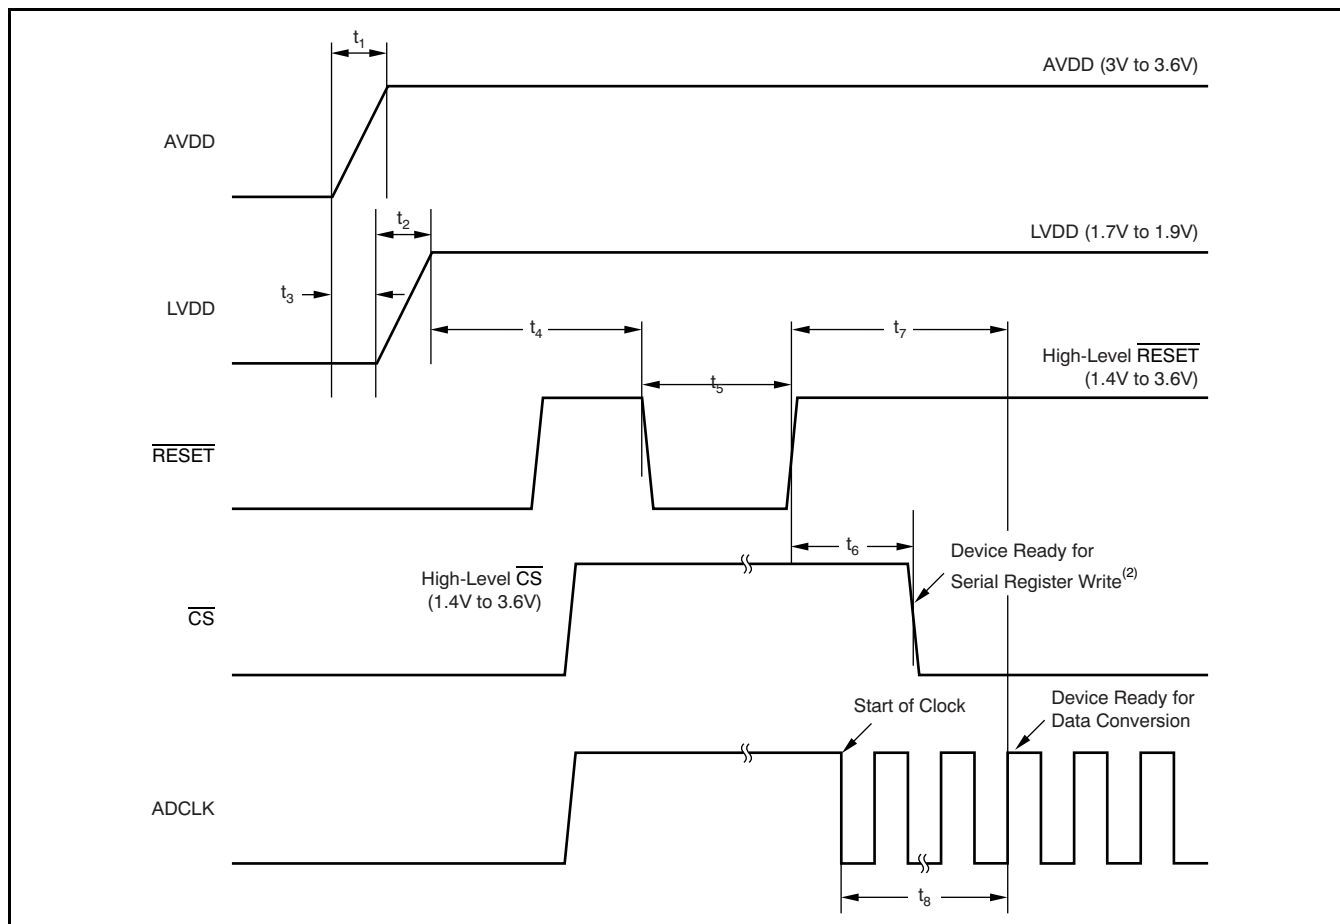 t1
AVDD (3V to 3.6V)
AVDD
t2
LVDD (1.7V to 1.9V)
t3
LVDD
t4
t7
High-Level RESET
(1.4V to 3.6V)
t5
RESET
t6
Device Ready for
Serial Register Write(2)
High-Level CS
(1.4V to 3.6V)
CS
Start of Clock
Device Ready for
Data Conversion
ADCLK
t8